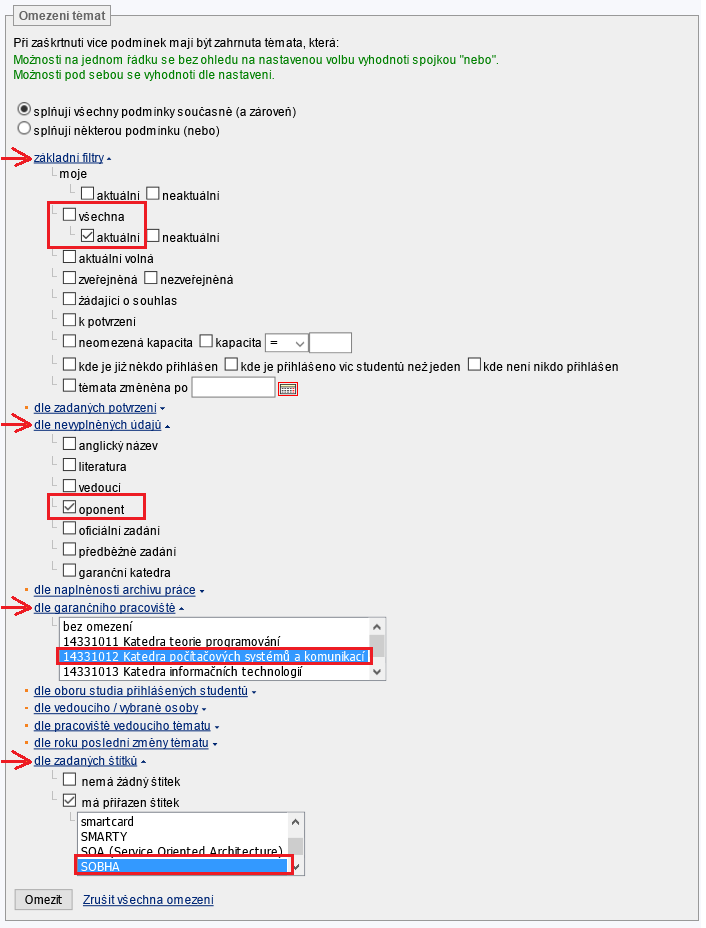 Omezení témat
Při zaškrtnutí více podmínek mají být zahrnuta témata, která:
Možnosti na jednom řádku se bez ohledu na nastavenou volbu vyhodnotí spojkou "nebo".
Možnosti pod sebou se vyhodnotí dle nastavení.
splňují všechny podmínky současně (a zároveň)
splňují některou podmínku (nebo)
základní filtry
moje
aktuální neaktuální
všechna
aktuální neaktuální
aktuální volná
zveřejněná nezveřejněná
žádající o souhlas
k potvrzení
neomezená kapacita kapacita =
kde je již někdo přihlášen kde je přihlášeno víc studentů než jeden kde není nikdo přihlášen
témata změněna po
dle zadaných potvrzení
dle nevyplněných údajů
anglický název
literatura
vedoucí
oponent
oficiální zadání
předběžné zadání
garanční katedra
dle naplněnosti archivu práce
dle garančního pracoviště
bez omezení
14331011 Katedra teorie programování
14331012 Katedra počítačových systémů a komunikací
14331013 Katedra informačních technologií
dle oboru studia přihlášených studentů
dle vedoucího / vybrané osoby
dle pracoviště vedoucího tématu
dle roku poslední změny tématu
dle zadaných štítků
nemá žádný štítek
má přiřazen štítek
smartcard
SMARTY
SOA (Service Oriented Architecture)
SOBHA
Omezit Zrušit všechna omezení